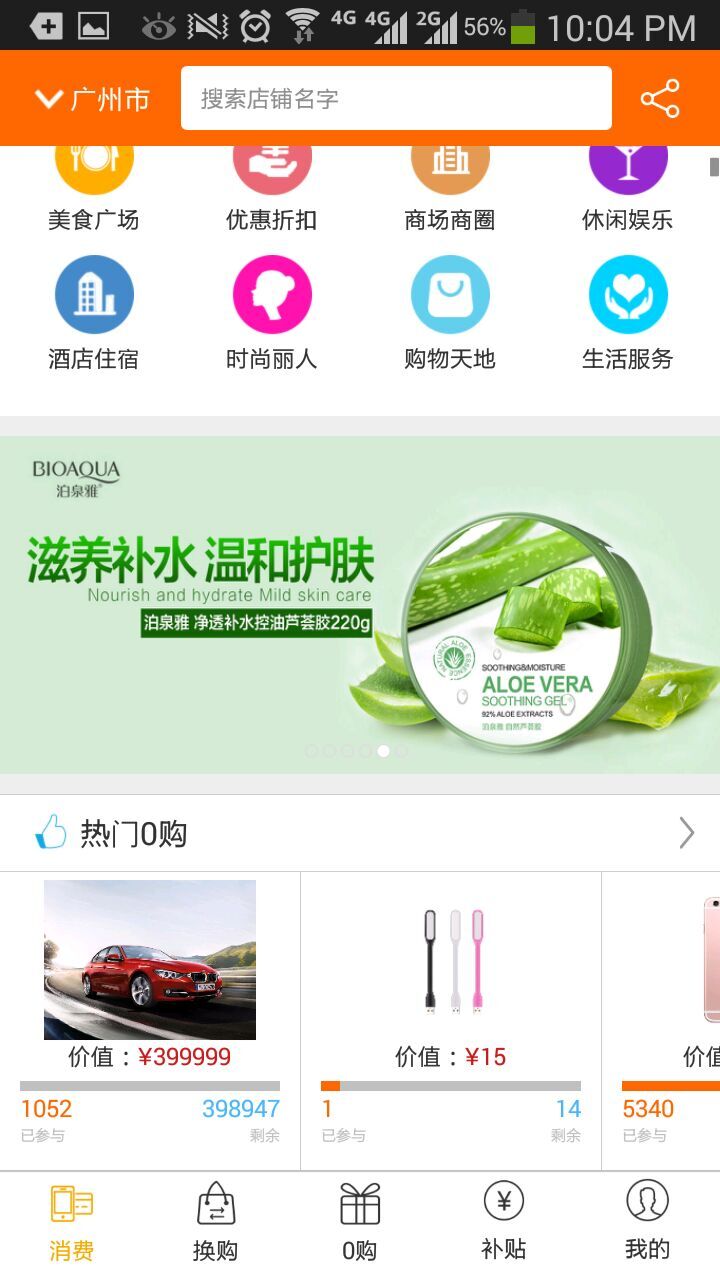 4G 4G 2G 56% 10:04 PM
广州市 搜索店铺名字
美食广场 优惠折扣 商场商圈 休闲娱乐
酒店住宿 时尚丽人 购物天地 生活服务
BIOAQUA
泊泉雅
滋养补水 温和护肤
Nourish and hydrate Mild skin care
泊泉雅 净透补水控油芦荟胶220g
NATURAL ALOE ESSENCE
SOOTHING&MOISTURE
ALOE VERA
SOOTHING GEL
92% ALOE EXTRACTS
泊泉雅 自然芦荟胶
热门0购
价值：¥399999 价值：¥15 价值
1052 398947 1 14 5340
已参与 剩余 已参与 剩余 已参与
消费 换购 0购 补贴 我的